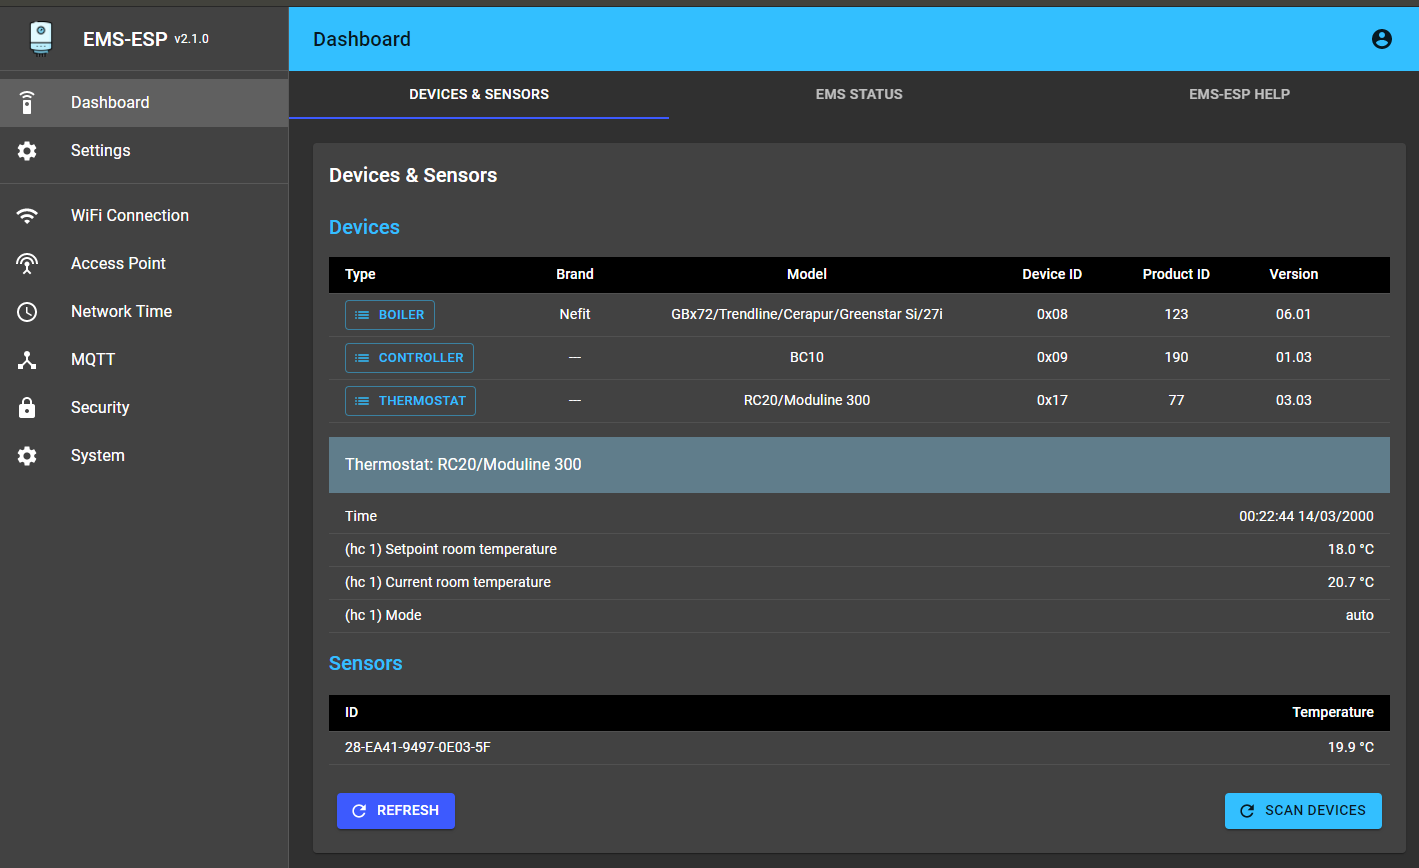 EMS-ESP v2.1.0
Dashboard
Dashboard
Settings
WiFi Connection
Access Point
Network Time
MQTT
Security
System
DEVICES & SENSORS EMS STATUS EMS-ESP HELP
Devices & Sensors
Devices
Type Brand Model Device ID Product ID Version
BOILER Nefit GBx72/Trendline/Cerapur/Greenstar Si/27i 0x08 123 06.01
CONTROLLER --- BC10 0x09 190 01.03
THERMOSTAT --- RC20/Moduline 300 0x17 77 03.03
Thermostat: RC20/Moduline 300
Time 00:22:44 14/03/2000
(hc 1) Setpoint room temperature 18.0 °C
(hc 1) Current room temperature 20.7 °C
(hc 1) Mode auto
Sensors
ID Temperature
28-EA41-9497-0E03-5F 19.9 °C
REFRESH SCAN DEVICES